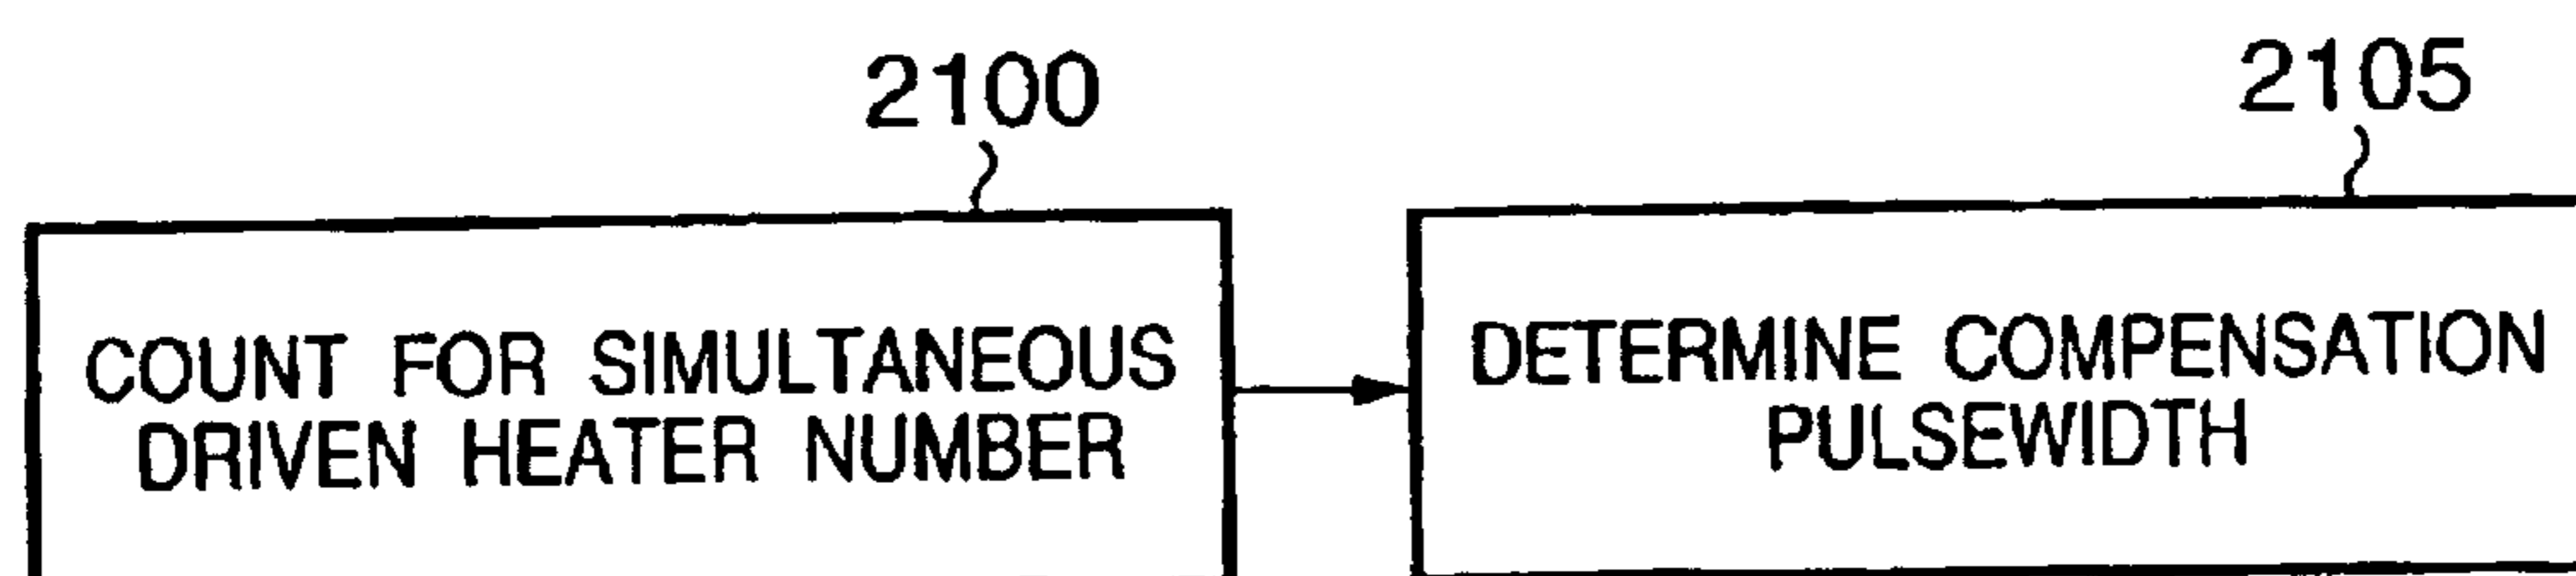 2100
2105
COUNT FOR SIMULTANEOUS
DRIVEN HEATER NUMBER
DETERMINE COMPENSATION
PULSEWIDTH